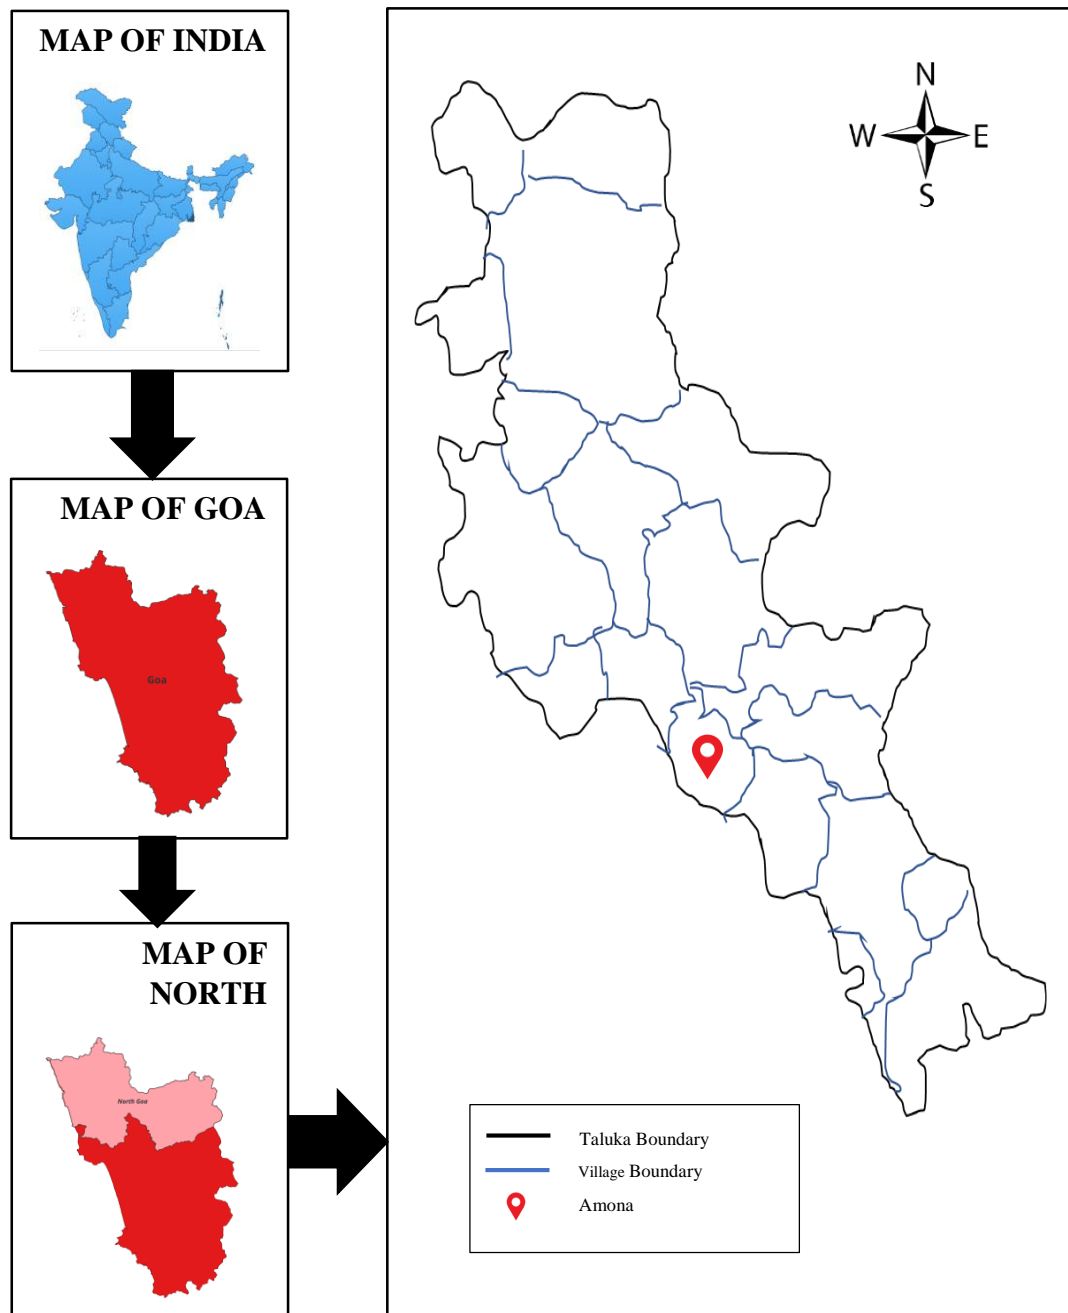 MAP OF INDIA
MAP OF GOA
Goa
MAP OF
NORTH
North Goa
N
W E
S
Taluka Boundary
Village Boundary
Amona